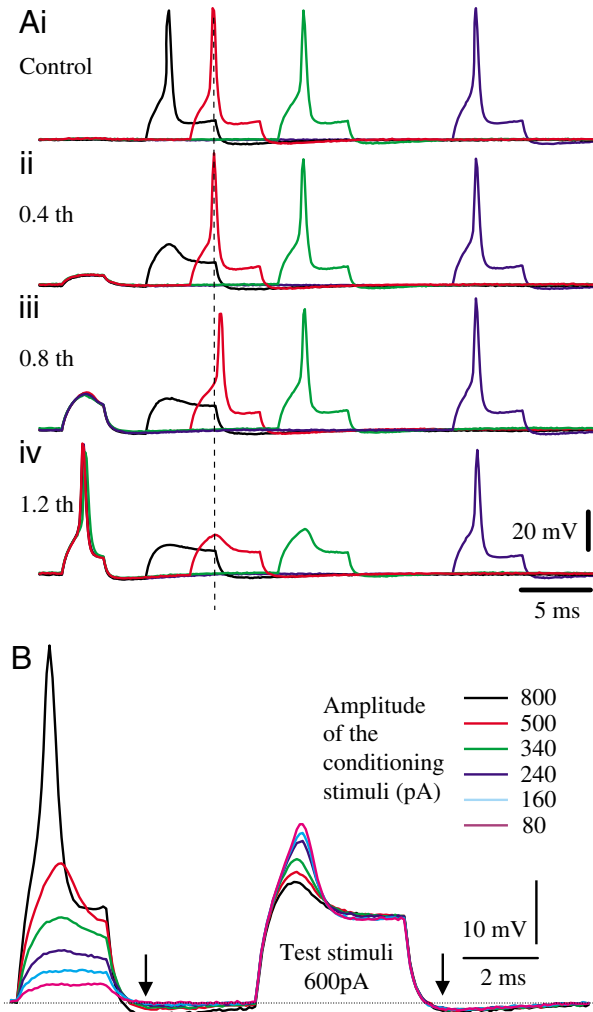 Ai
Control
ii
0.4 th
iii
0.8 th
iv
1.2 th
20 mV
5 ms
B
Amplitude
of the
conditioning
stimuli (pA)
800
500
340
240
160
80
10 mV
2 ms
Test stimuli
600pA